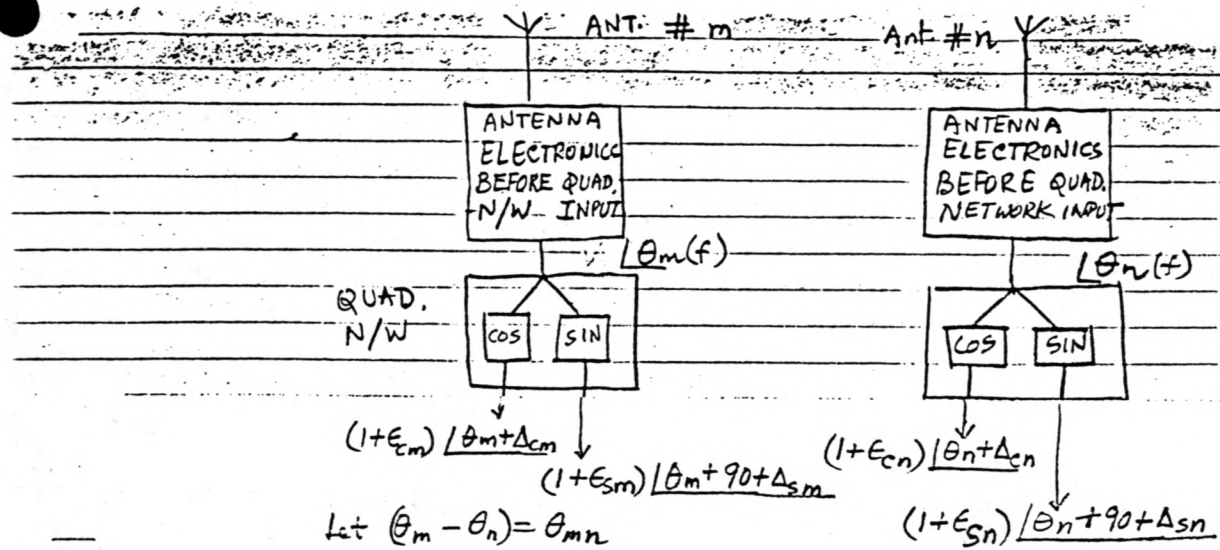 ANT. # m
Ant #n
ANTENNA
ELECTRONICS
BEFORE QUAD.
N/W INPUT
ANTENNA
ELECTRONICS
BEFORE QUAD.
NETWORK INPUT
∠θm(f)
∠θn(f)
QUAD.
N/W
COS SIN
COS SIN
(1+ϵcm) ∠θm+Δcm
(1+ϵsm) ∠θm+90+Δsm
(1+ϵcn) ∠θn+Δcn
(1+ϵsn) ∠θn+90+Δsn
Let (θm-θn)=θmn